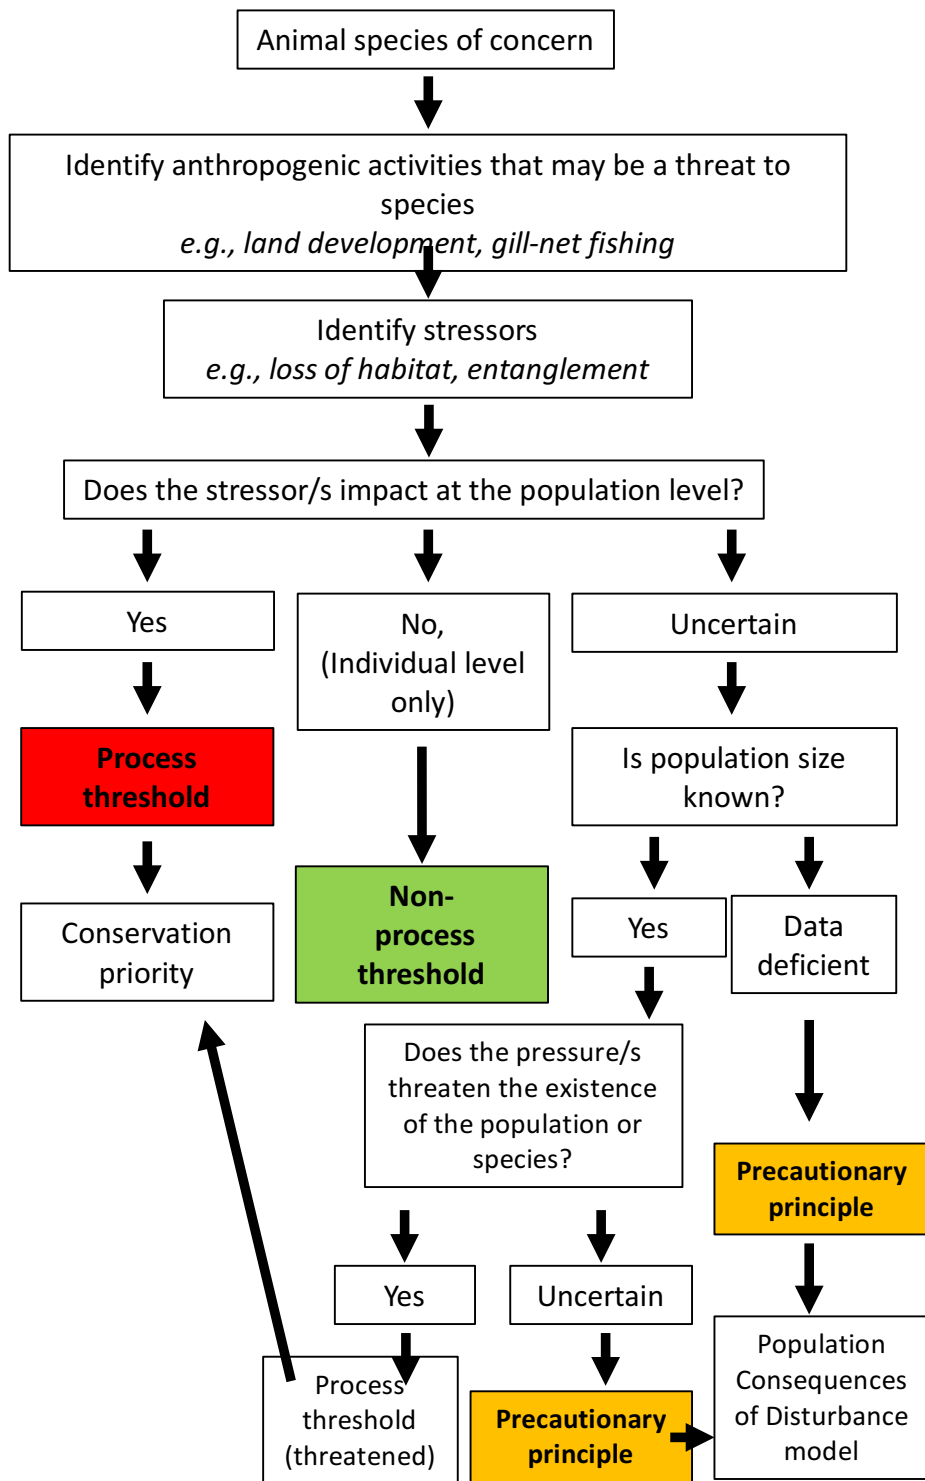 Animal species of concern
Identify anthropogenic activities that may be a threat to
species
e.g., land development, gill-net fishing
Identify stressors
e.g., loss of habitat, entanglement
Does the stressor/s impact at the population level?
Yes
No,
(Individual level
only)
Uncertain
Process
threshold
Is population size
known?
Conservation
priority
Non-
process
threshold
Yes
Data
deficient
Does the pressure/s
threaten the existence
of the population or
species?
Precautionary
principle
Yes
Uncertain
Process
threshold
(threatened)
Precautionary
principle
Population
Consequences
of Disturbance
model